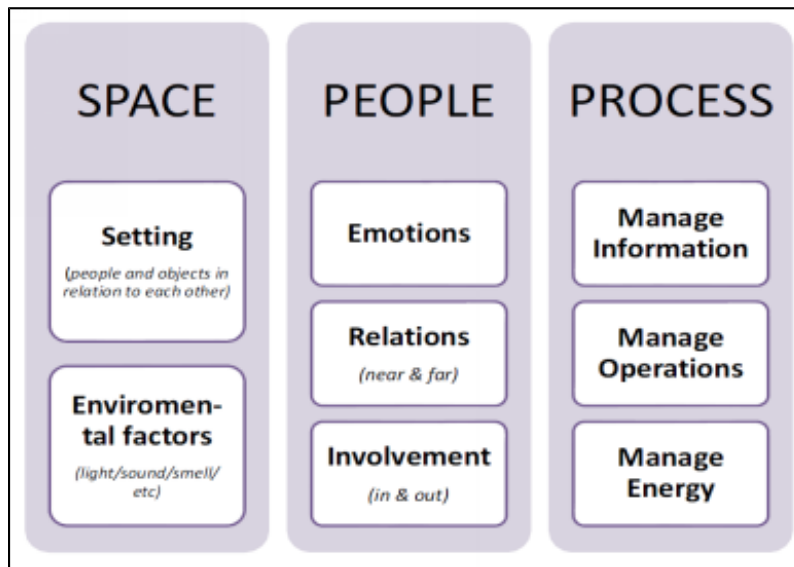 SPACE
Setting
(people and objects in
relation to each other)
Enviromen-
tal factors
(light/sound/smell/
etc)
PEOPLE
Emotions
Relations
(near & far)
Involvement
(in & out)
PROCESS
Manage
Information
Manage
Operations
Manage
Energy